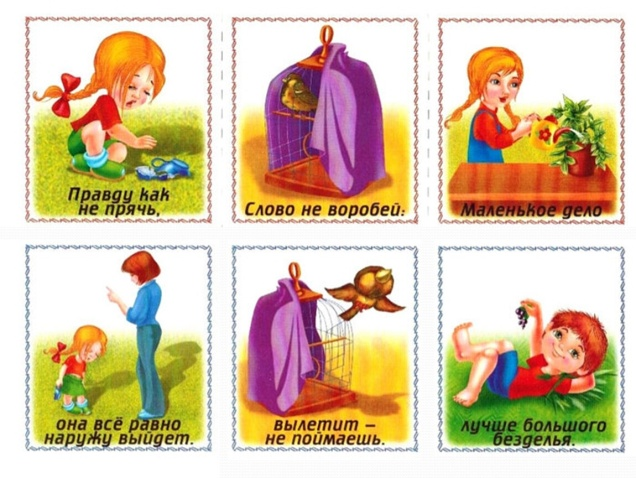 Правду как
не прячь,
Слово не воробей:
Маленькое дело
она всё равно
наружу выйдет.
вылетит –
не поймаешь.
лучше большого
безделья.